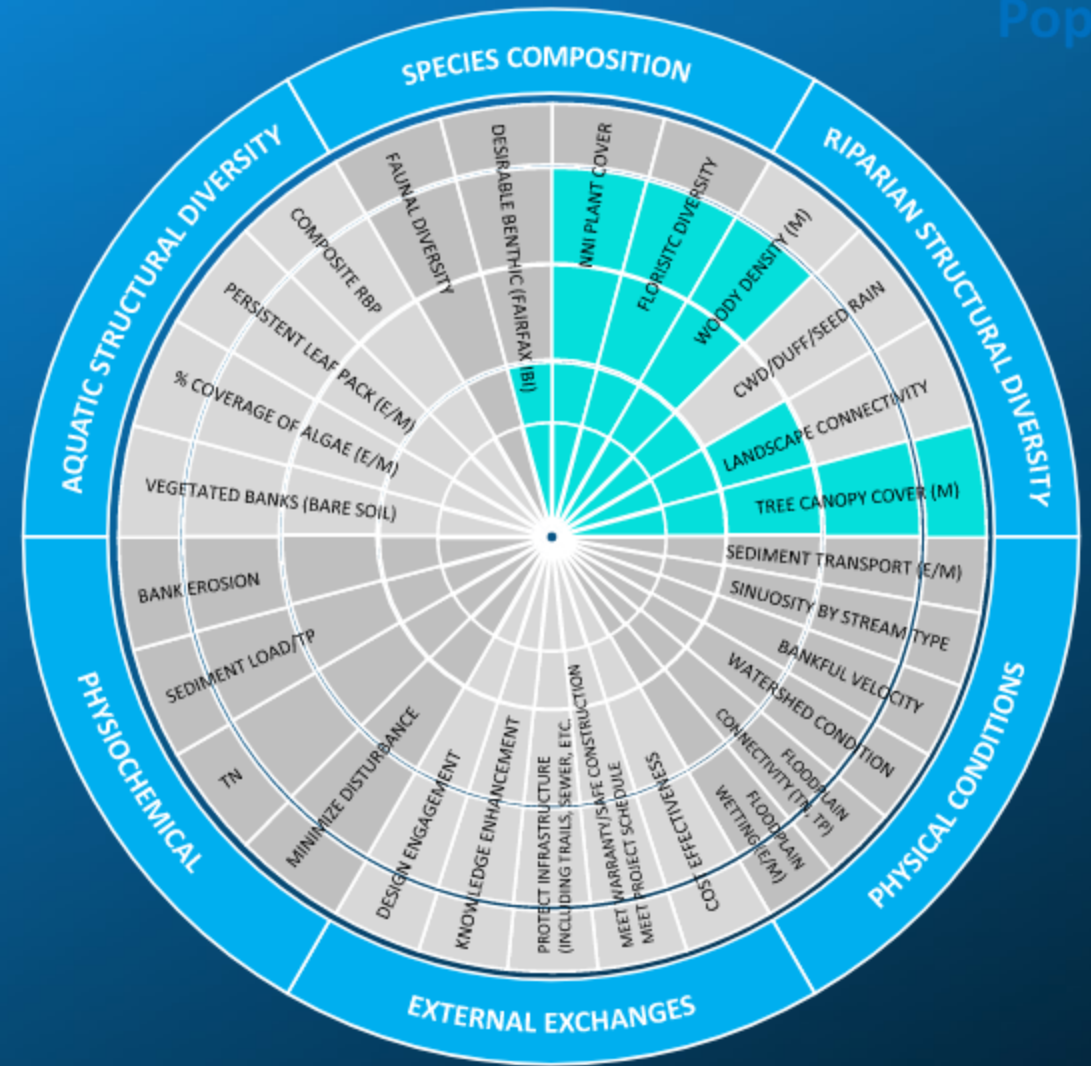 Pop
SPECIES COMPOSITION
RIPARIAN STRUCTURAL DIVERSITY
PHYSICAL CONDITIONS
EXTERNAL EXCHANGES
PHYSIOCHEMICAL
AQUATIC STRUCTURAL DIVERSITY
NNI PLANT COVER
FLORISITC DIVERSITY
WOODY DENSITY (M)
CWD/DUFF/SEED RAIN
LANDSCAPE CONNECTIVITY
TREE CANOPY COVER (M)
SEDIMENT TRANSPORT (E/M)
SINUOSITY BY STREAM TYPE
BANKFUL VELOCITY
WATERSHED CONDITION
FLOODPLAIN
CONNECTIVITY (TN, TP)
FLOODPLAIN
WETTING(E/M)
COST EFFECTIVENESS
MEET WARRANTY/SAFE CONSTRUCTION
MEET PROJECT SCHEDULE
PROTECT INFRASTRUCTURE
(INCLUDING TRAILS, SEWER, ETC.
KNOWLEDGE ENHANCEMENT
DESIGN ENGAGEMENT
MINIMIZE DISTURBANCE
TN
SEDIMENT LOAD/TP
BANK EROSION
VEGETATED BANKS (BARE SOIL)
% COVERAGE OF ALGAE (E/M)
PERSISTENT LEAF PACK (E/M)
COMPOSITE RBP
FAUNAL DIVERSITY
DESIRABLE BENTHIC (FAIRFAX IBI)